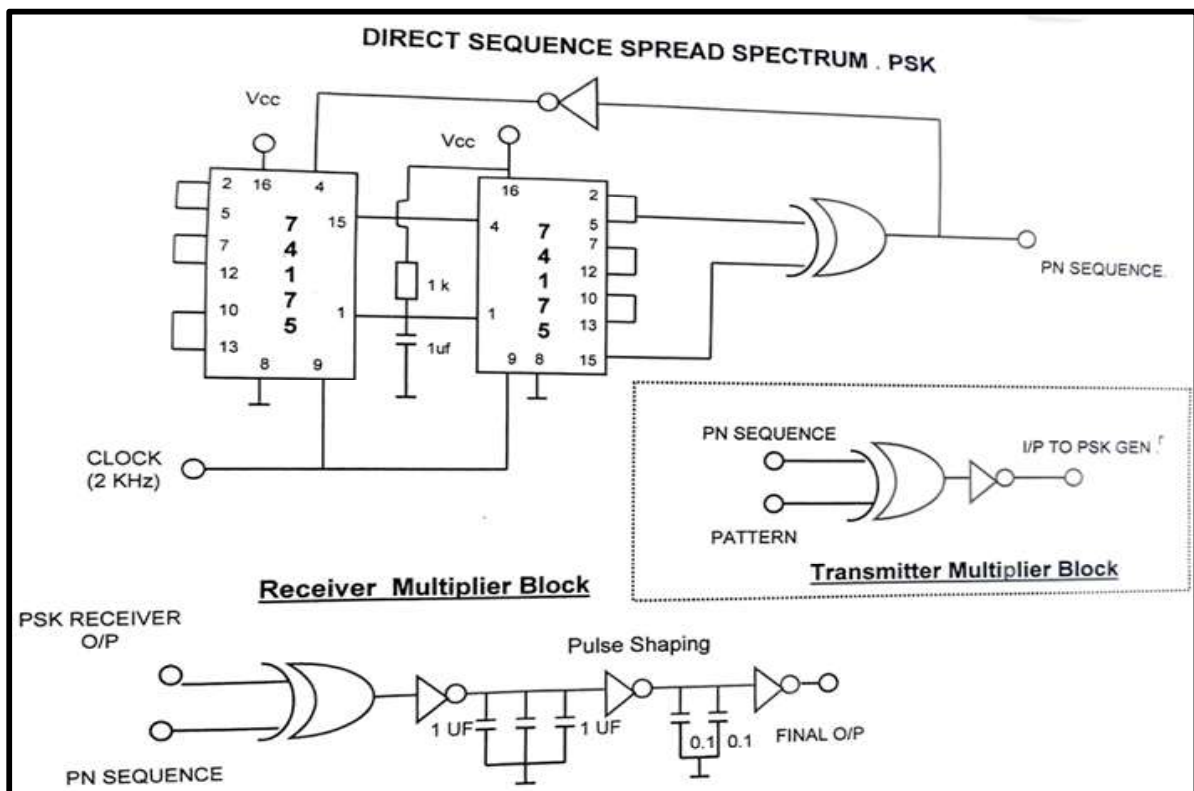 DIRECT SEQUENCE SPREAD SPECTRUM . PSK
Vcc
Vcc
2
16
4
5
7
12
10
13
8
9
15
1
7
4
1
7
5
1 k
1uf
16
4
1
9
8
2
5
7
12
10
13
15
7
4
1
7
5
PN SEQUENCE.
CLOCK
(2 KHz)
PN SEQUENCE
I/P TO PSK GEN.
PATTERN
Transmitter Multiplier Block
Receiver Multiplier Block
PSK RECEIVER
O/P
Pulse Shaping
1 UF
1 UF
0.1
0.1
FINAL O/P
PN SEQUENCE